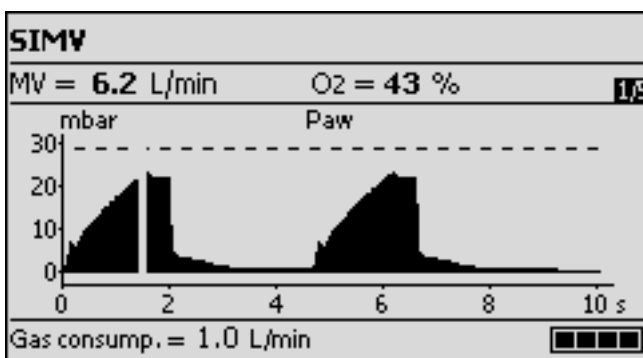 SIMV
MV = 6.2 L/min O2 = 43 %
mbar Paw
30
20
10
0
0 2 4 6 8 10 s
Gas consump. = 1.0 L/min